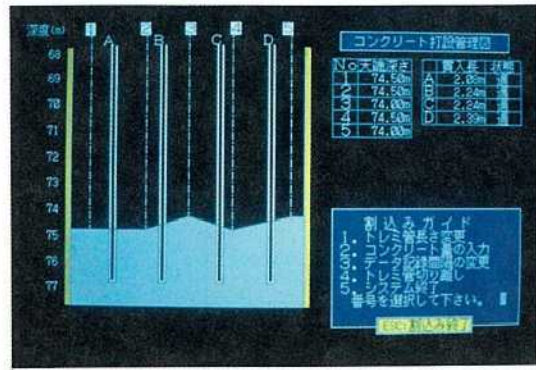 深度(m) 1 2 3 4 5
A B C D
68
69
70
71
72
73
74
75
76
77
コンクリート打設管理図
No 天端深さ
1 74.50m
2 74.50m
3 74.00m
4 74.50m
5 74.00m
貫入長 状態
A 2.03m
B 2.24m
C 2.24m
D 2.39m
割込みガイド
1. トレミ管長さ変更
2. コンクリート量の入力
3. データ記録間隔の変更
4. トレミ管切り離し
5. システム終了
番号を選択して下さい。
ESC:割込み終了